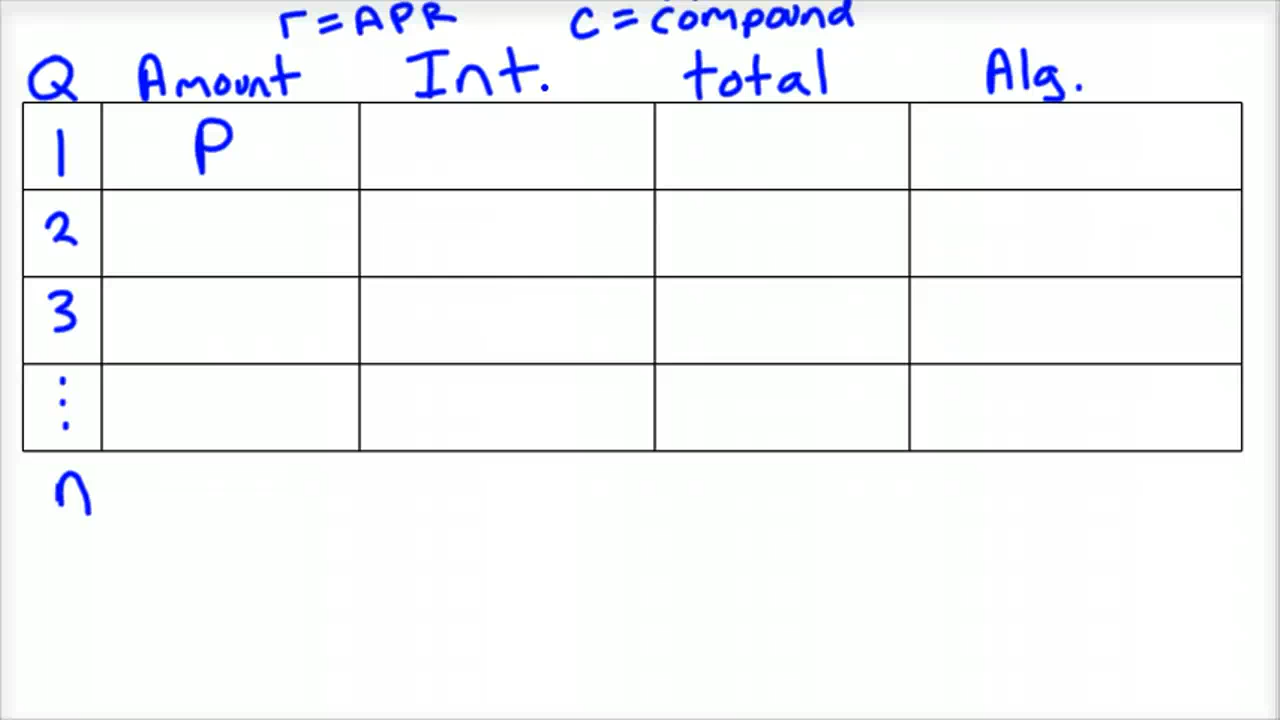 r = APR c = compound
Q Amount Int. total Alg.
1 P
2
3
⋮
n